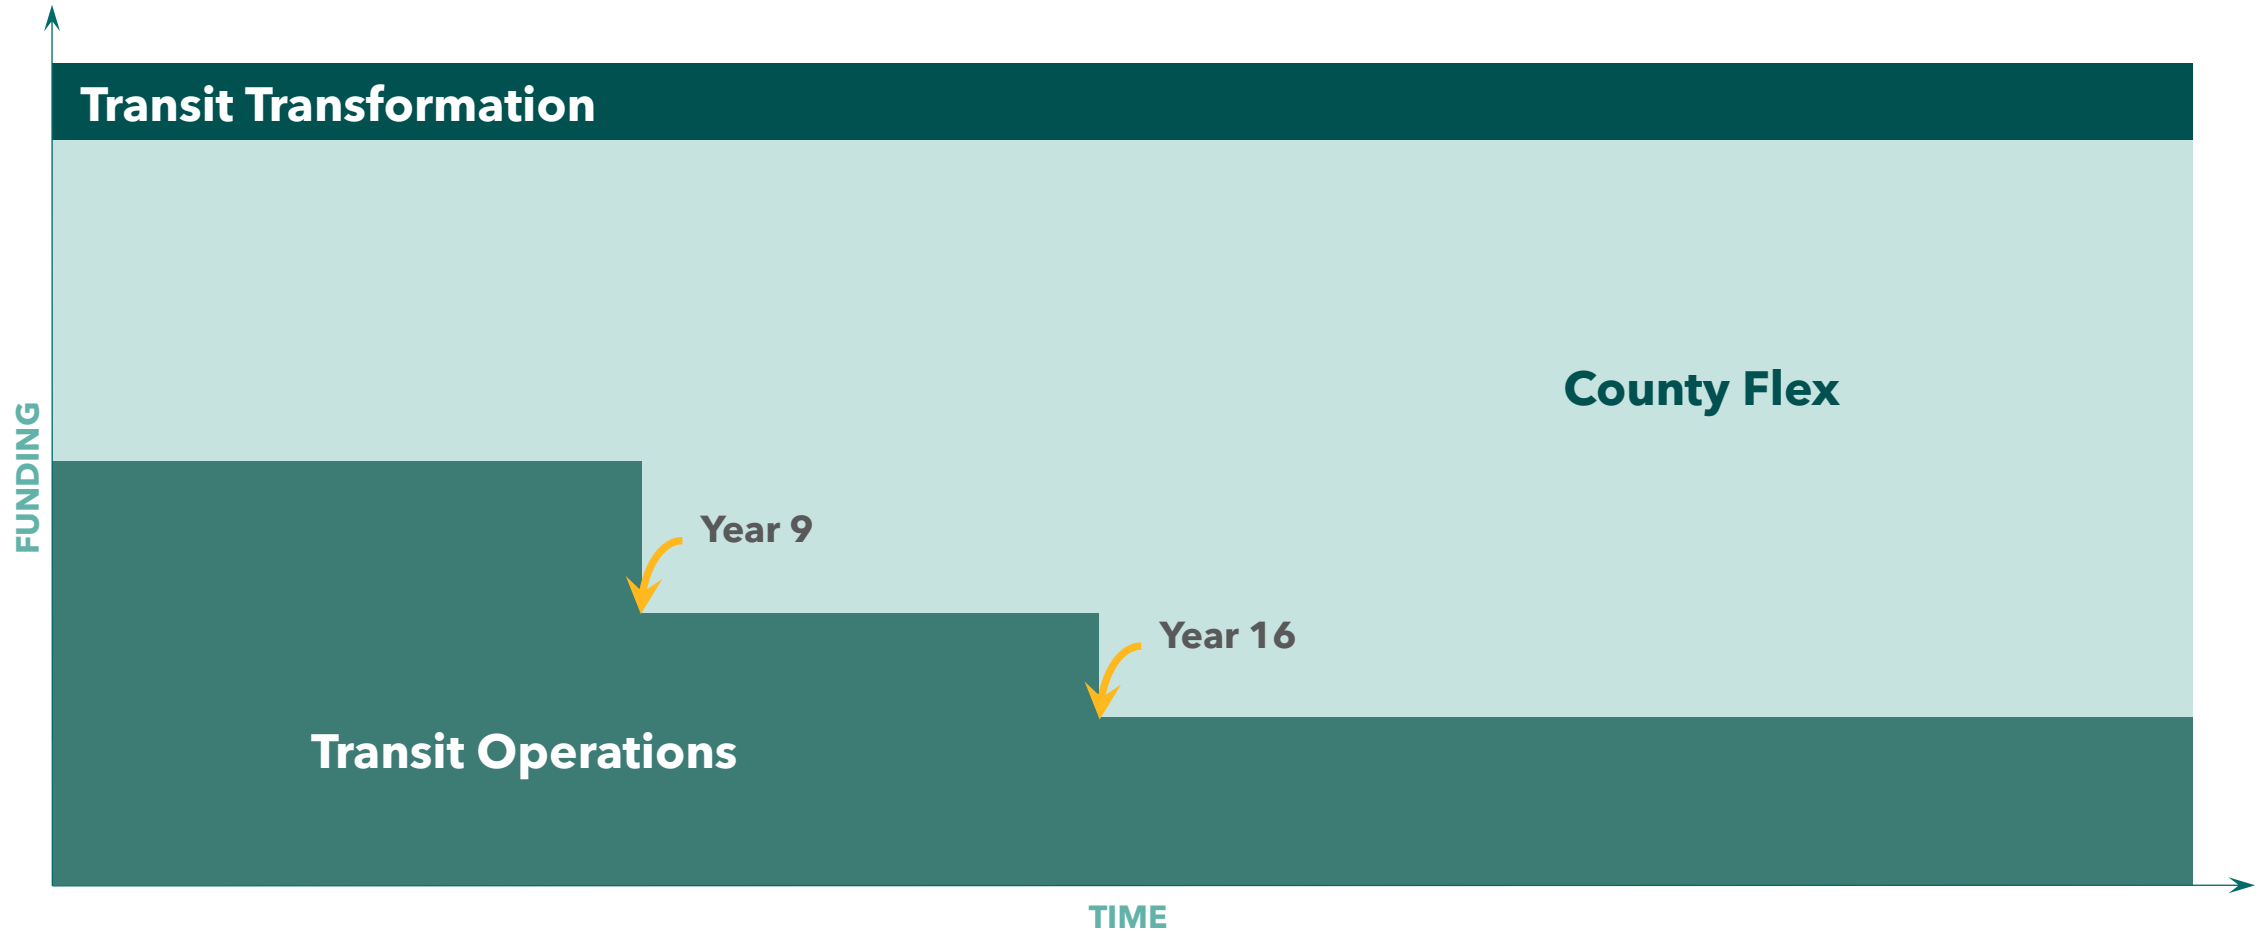 Transit Transformation
County Flex
FUNDING
Year 9
Year 16
Transit Operations
TIME